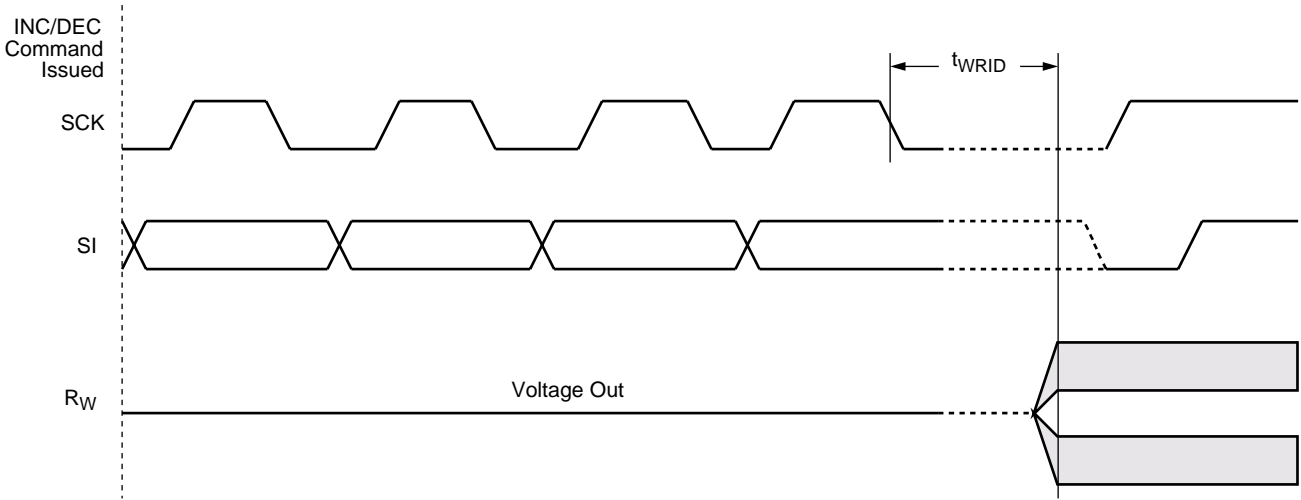 INC/DEC
Command
Issued
tWRID
SCK
SI
Voltage Out
RW